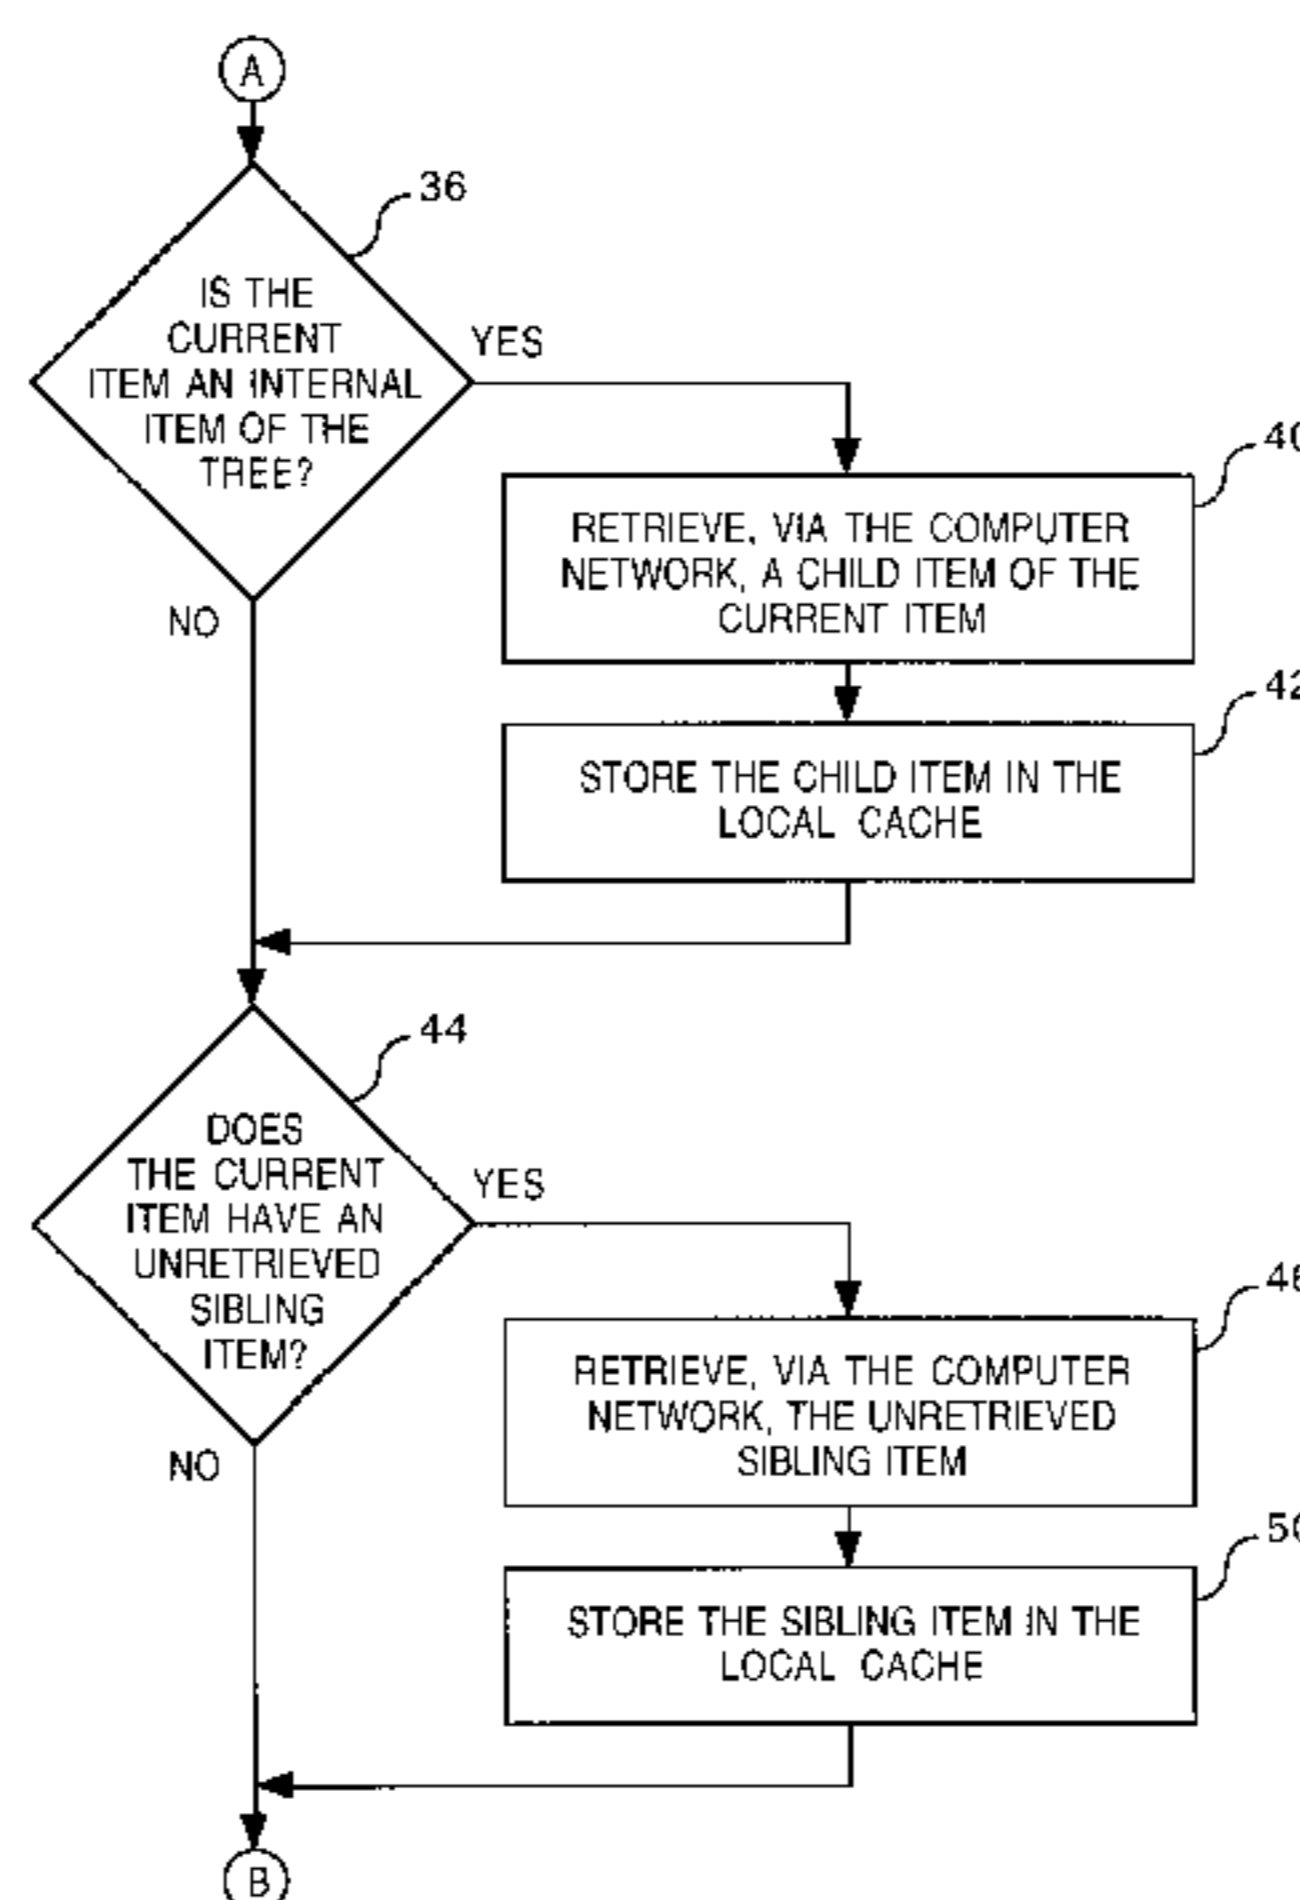 A
36
IS THE
CURRENT
ITEM AN INTERNAL
ITEM OF THE
TREE?
YES
NO
40
RETRIEVE, VIA THE COMPUTER
NETWORK, A CHILD ITEM OF THE
CURRENT ITEM
42
STORE THE CHILD ITEM IN THE
LOCAL CACHE
44
DOES
THE CURRENT
ITEM HAVE AN
UNRETRIEVED
SIBLING
ITEM?
YES
NO
RETRIEVE, VIA THE COMPUTER
NETWORK, THE UNRETRIEVED
SIBLING ITEM
50
STORE THE SIBLING ITEM IN THE
LOCAL CACHE
B